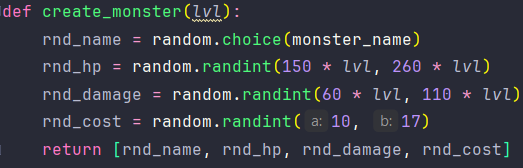 def create_monster(lvl):
rnd_name = random.choice(monster_name)
rnd_hp = random.randint(150 * lvl, 260 * lvl)
rnd_damage = random.randint(60 * lvl, 110 * lvl)
rnd_cost = random.randint( a: 10, b: 17)
return [rnd_name, rnd_hp, rnd_damage, rnd_cost]